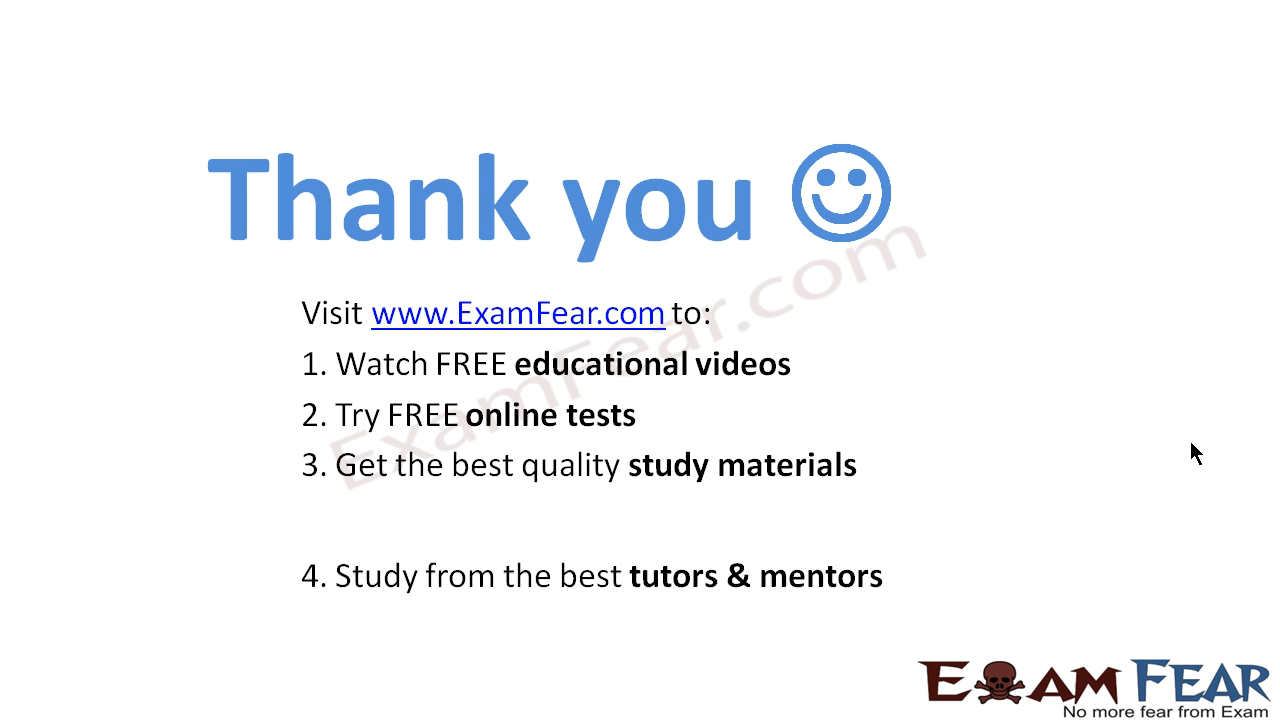 Thank you
Visit www.ExamFear.com to:
1. Watch FREE educational videos
2. Try FREE online tests
3. Get the best quality study materials
4. Study from the best tutors & mentors
ExamFear.com
EXAM FEAR
No more fear from Exam